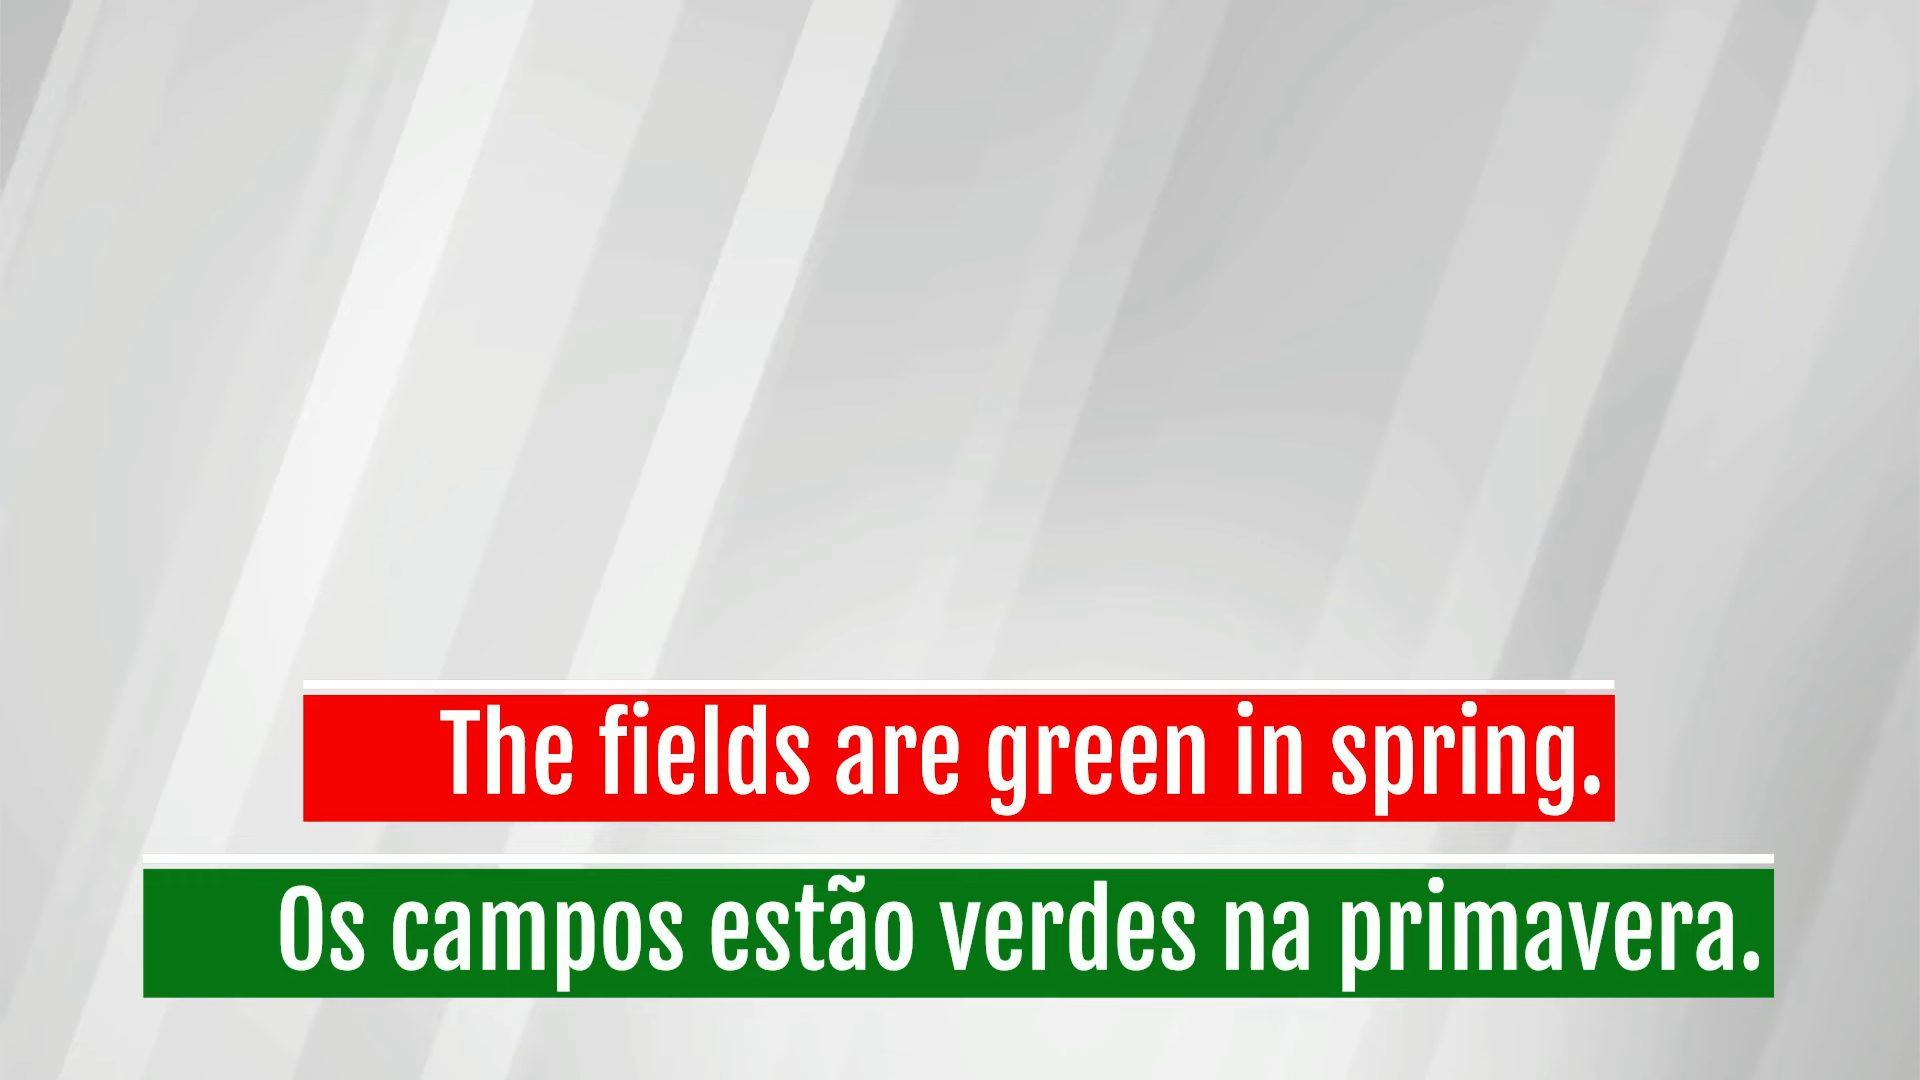 The fields are green in spring.
Os campos estão verdes na primavera.